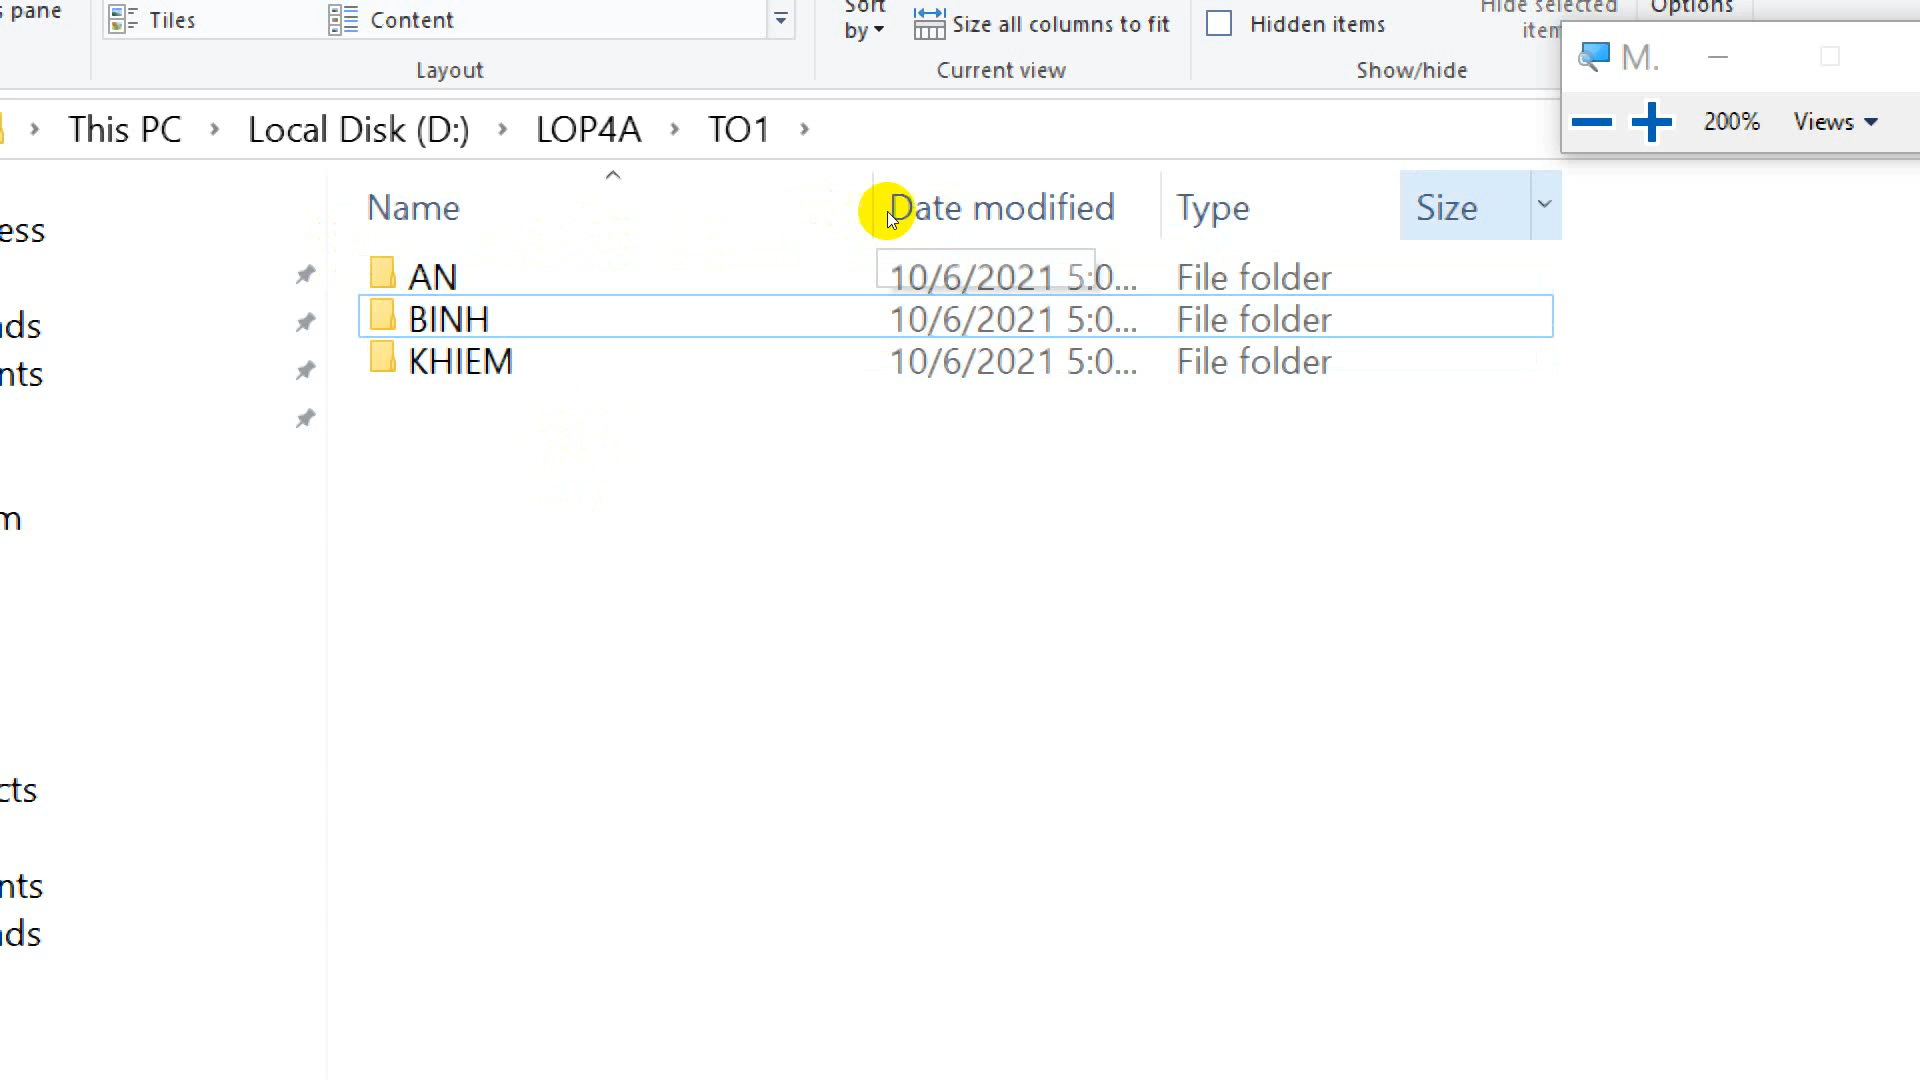 s pane
Tiles
Content
Layout
Sort
by
Size all columns to fit
Current view
Hidden items
Hide selected
item
Show/hide
Options
M.
200%
Views
This PC
Local Disk (D:)
LOP4A
TO1
Name
Date modified
Type
Size
AN
10/6/2021 5:0...
File folder
BINH
10/6/2021 5:0...
File folder
KHIEM
10/6/2021 5:0...
File folder
ess
ds
nts
m
cts
nts
ds